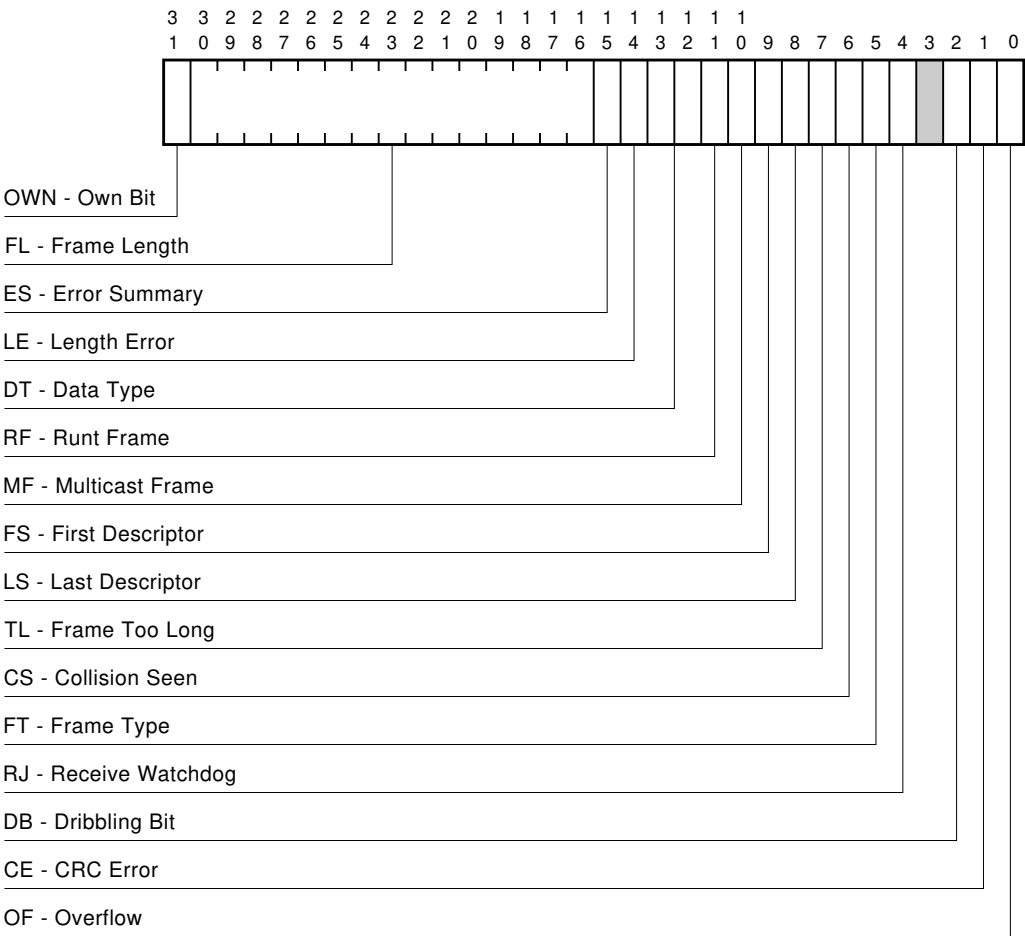 3 3 2 2 2 2 2 2 2 2 2 2 1 1 1 1 1 1 1 1 1 1
1 0 9 8 7 6 5 4 3 2 1 0 9 8 7 6 5 4 3 2 1 0 9 8 7 6 5 4 3 2 1 0
OWN - Own Bit
FL - Frame Length
ES - Error Summary
LE - Length Error
DT - Data Type
RF - Runt Frame
MF - Multicast Frame
FS - First Descriptor
LS - Last Descriptor
TL - Frame Too Long
CS - Collision Seen
FT - Frame Type
RJ - Receive Watchdog
DB - Dribbling Bit
CE - CRC Error
OF - Overflow